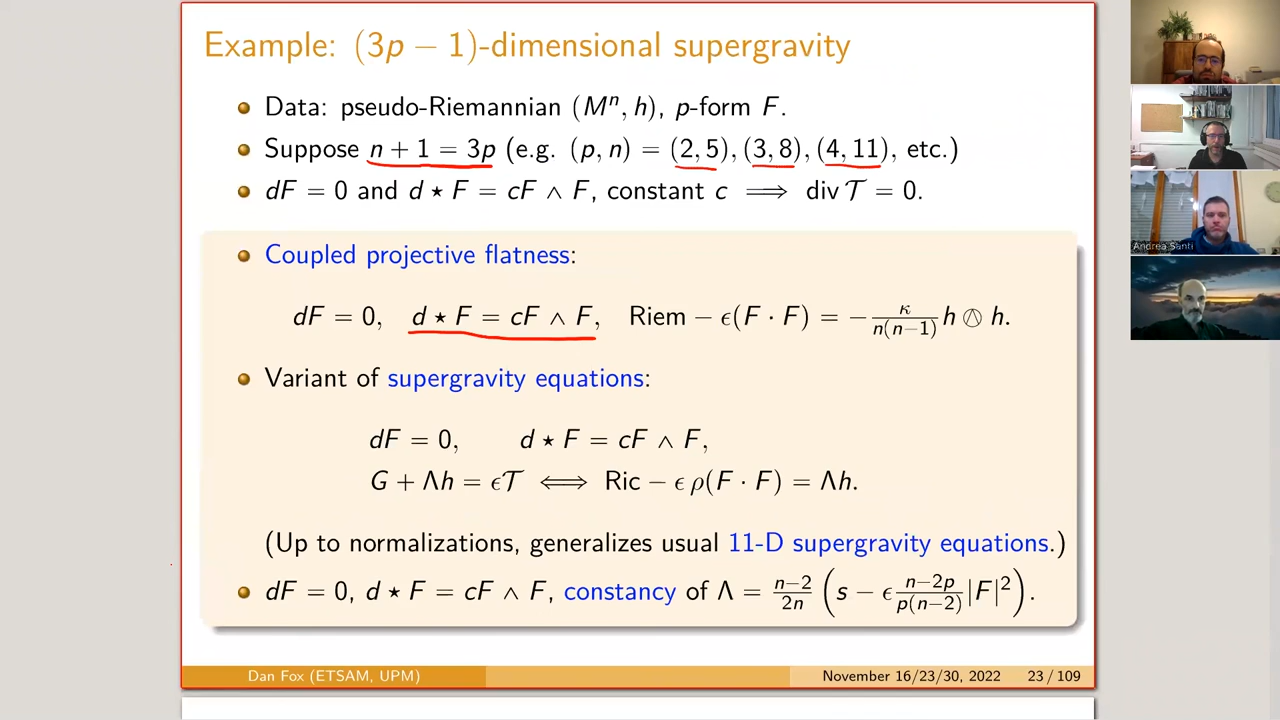 Example: (3p − 1)-dimensional supergravity
Data: pseudo-Riemannian (Mⁿ, h), p-form F.
Suppose n + 1 = 3p (e.g. (p, n) = (2, 5), (3, 8), (4, 11), etc.)
dF = 0 and d ⋆ F = cF ∧ F, constant c ⟹ div 𝒯 = 0.
Coupled projective flatness:
dF = 0, d ⋆ F = cF ∧ F, Riem − ϵ(F · F) = − κ/n(n−1) h ⃝∧ h.
Variant of supergravity equations:
dF = 0, d ⋆ F = cF ∧ F,
G + Λh = ϵ𝒯 ⟺ Ric − ϵ ρ(F · F) = Λh.
(Up to normalizations, generalizes usual 11-D supergravity equations.)
dF = 0, d ⋆ F = cF ∧ F, constancy of Λ = n−2/2n (s − ϵ n−2p/p(n−2) |F|²).
Dan Fox (ETSAM, UPM) November 16/23/30, 2022 23 / 109
Andrea Santi